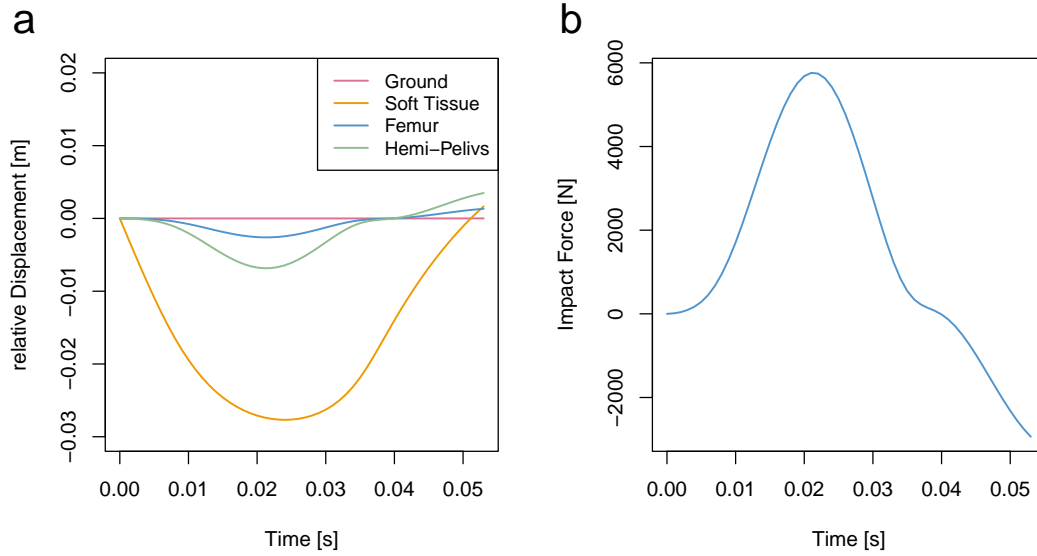 a
relative Displacement [m]
0.02
0.01
0.00
−0.01
−0.02
−0.03
Ground
Soft Tissue
Femur
Hemi−Pelivs
0.00 0.01 0.02 0.03 0.04 0.05
Time [s]
b
Impact Force [N]
6000
4000
2000
0
−2000
0.00 0.01 0.02 0.03 0.04 0.05
Time [s]